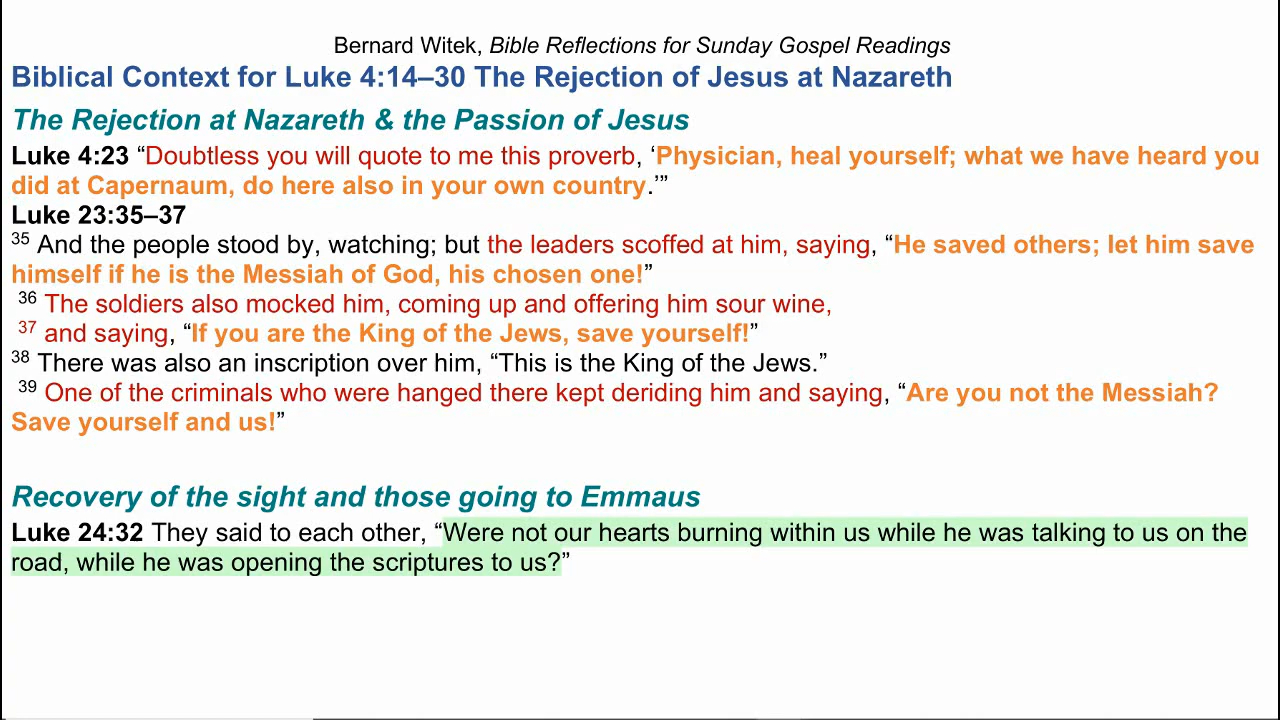 Bernard Witek, Bible Reflections for Sunday Gospel Readings
Biblical Context for Luke 4:14–30 The Rejection of Jesus at Nazareth
The Rejection at Nazareth & the Passion of Jesus
Luke 4:23 “Doubtless you will quote to me this proverb, ‘Physician, heal yourself; what we have heard you
did at Capernaum, do here also in your own country.’”
Luke 23:35–37
35 And the people stood by, watching; but the leaders scoffed at him, saying, “He saved others; let him save
himself if he is the Messiah of God, his chosen one!”
36 The soldiers also mocked him, coming up and offering him sour wine,
37 and saying, “If you are the King of the Jews, save yourself!”
38 There was also an inscription over him, “This is the King of the Jews.”
39 One of the criminals who were hanged there kept deriding him and saying, “Are you not the Messiah?
Save yourself and us!”
Recovery of the sight and those going to Emmaus
Luke 24:32 They said to each other, “Were not our hearts burning within us while he was talking to us on the
road, while he was opening the scriptures to us?”